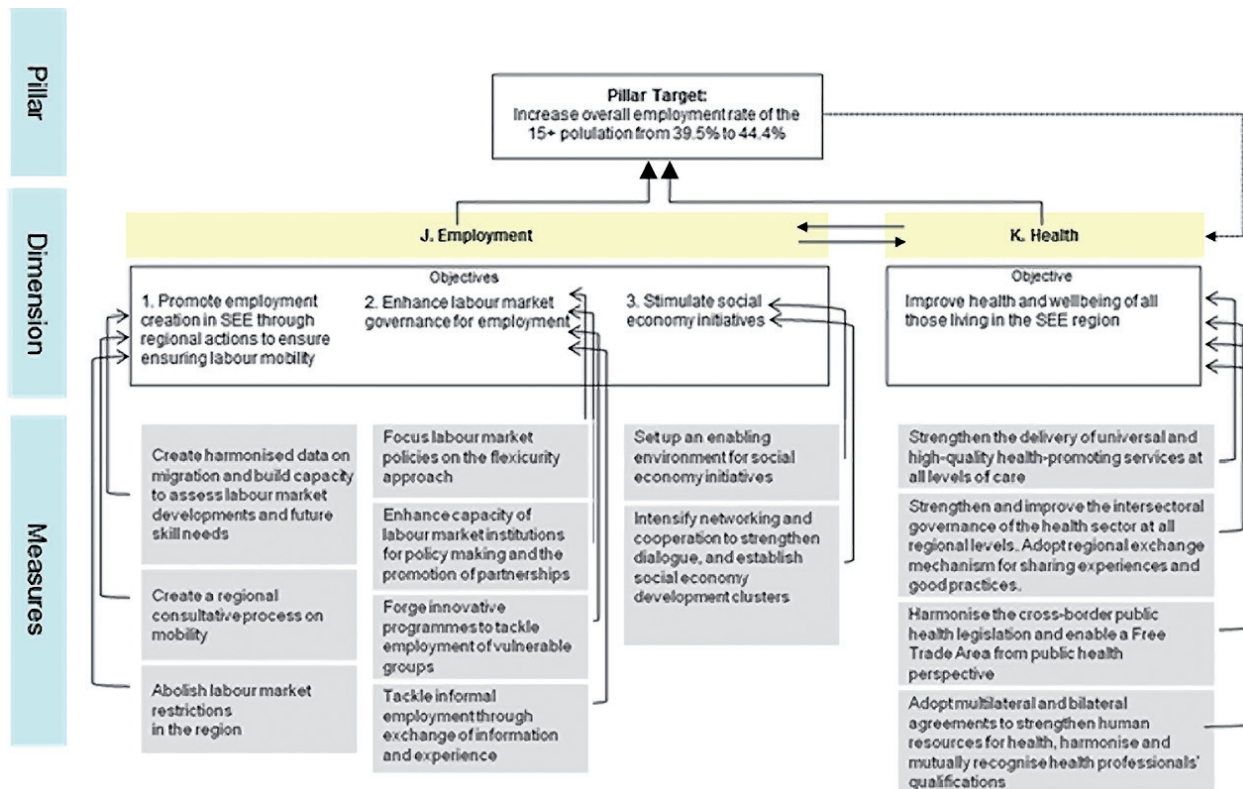 Pillar
Pillar Target:
Increase overall employment rate of the
15+ polulation from 39.5% to 44.4%
Dimension
J. Employment
K. Health
Objectives
1. Promote employment
creation in SEE through
regional actions to ensure
ensuring labour mobility
2. Enhance labour market
governance for employment
3. Stimulate social
economy initiatives
Objective
Improve health and wellbeing of all
those living in the SEE region
Measures
Create harmonised data on
migration and build capacity
to assess labour market
developments and future
skill needs
Create a regional
consultative process on
mobility
Abolish labour market
restrictions
in the region
Focus labour market
policies on the flexicurity
approach
Enhance capacity of
labour market institutions
for policy making and the
promotion of partnerships
Forge innovative
programmes to tackle
employment of vulnerable
groups
Tackle informal
employment through
exchange of information
and experience
Set up an enabling
environment for social
economy initiatives
Intensify networking and
cooperation to strengthen
dialogue, and establish
social economy
development clusters
Strengthen the delivery of universal and
high-quality health-promoting services at
all levels of care
Strengthen and improve the intersectoral
governance of the health sector at all
regional levels. Adopt regional exchange
mechanism for sharing experiences and
good practices.
Harmonise the cross-border public
health legislation and enable a Free
Trade Area from public health
perspective
Adopt multilateral and bilateral
agreements to strengthen human
resources for health, harmonise and
mutually recognise health professionals'
qualifications